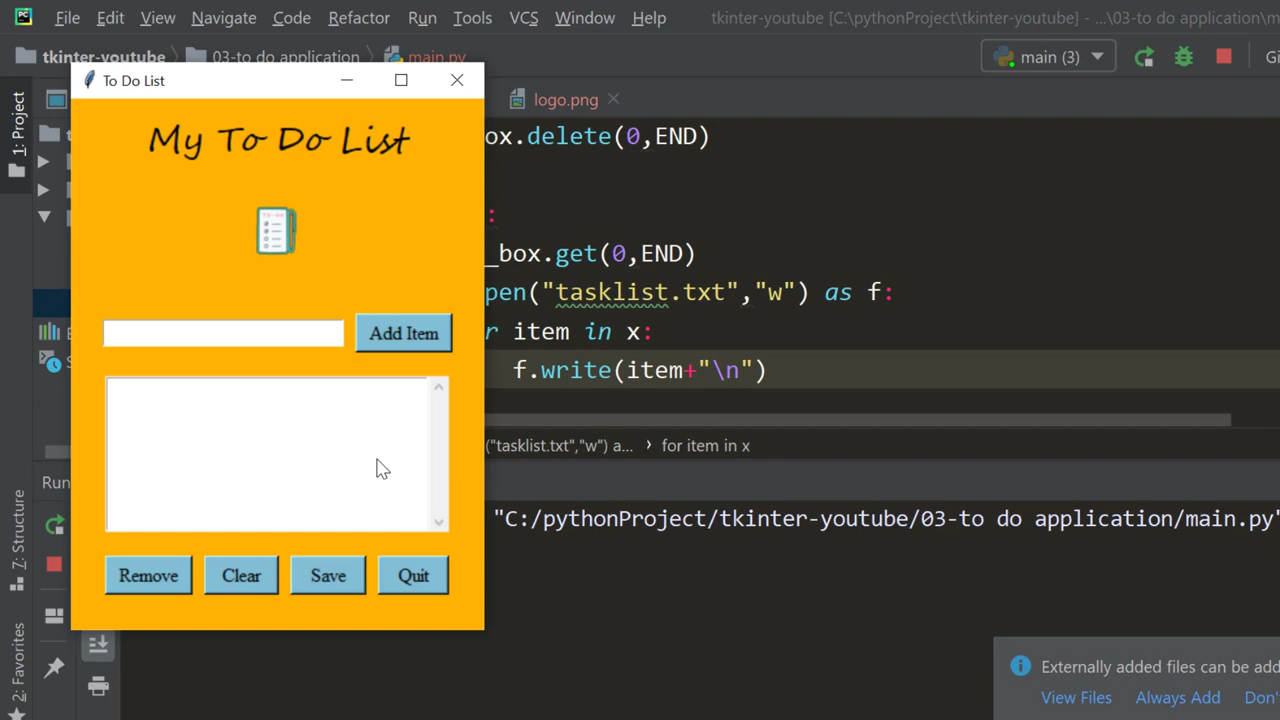 File Edit View Navigate Code Refactor Run Tools VCS Window Help tkinter-youtube [C:\pythonProject\tkinter-youtube] - ...\03-to do application\m
tkinter-youtube 03-to do application main.py main (3) Gi
To Do List
1: Project
logo.png
My To Do List
ox.delete(0,END)
:
_box.get(0,END)
pen("tasklist.txt","w") as f:
Add Item
r item in x:
f.write(item+"\n")
("tasklist.txt","w") a... for item in x
Run
"C:/pythonProject/tkinter-youtube/03-to do application/main.py"
Remove Clear Save Quit
7: Structure
2: Favorites
Externally added files can be add
View Files Always Add Don'